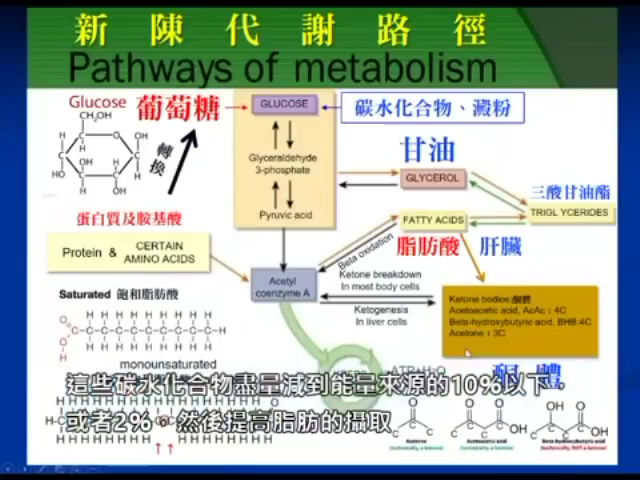 新陳代謝路徑
Pathways of metabolism
Glucose 葡萄糖
GLUCOSE
碳水化合物、澱粉
CH₂OH
轉換
Glyceraldehyde
3-phosphate
甘油
GLYCEROL
三酸甘油酯
TRIGLYCERIDES
Pyruvic acid
FATTY ACIDS
脂肪酸
肝臟
蛋白質及胺基酸
Protein & CERTAIN
AMINO ACIDS
Beta oxidation
Acetyl
coenzyme A
Ketone breakdown
In most body cells
Ketogenesis
In liver cells
Ketone bodies:酮體
Acetoacetic acid, AcAc : 4C
Beta-hydroxybutyric acid, BHB:4C
Acetone : 3C
Saturated 飽和脂肪酸
monounsaturated
這些碳水化合物盡量減到能量來源的10%以下,
或者2% 然後提高脂肪的攝取
Acetone
Acetoacetic acid
Beta-hydroxybutyric acid